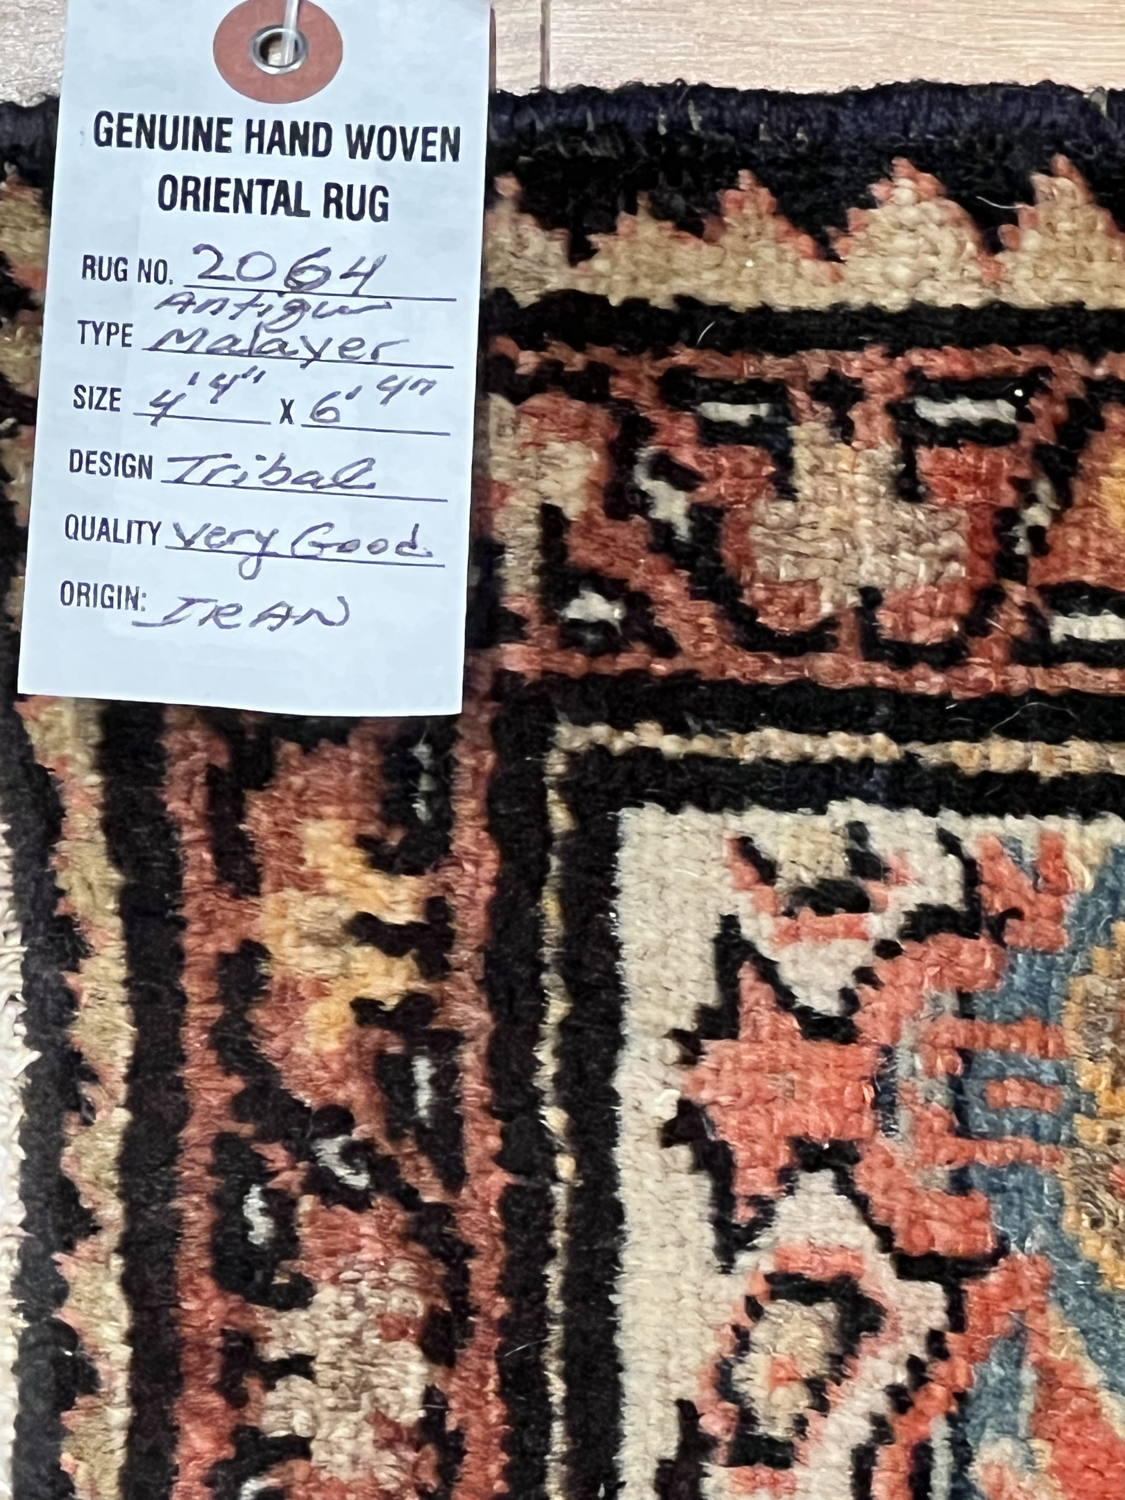 GENUINE HAND WOVEN
ORIENTAL RUG
RUG NO. 2064
Antique
TYPE Malayer
SIZE 4'4" X 6'4"
DESIGN Tribal
QUALITY Very Good
ORIGIN: IRAN